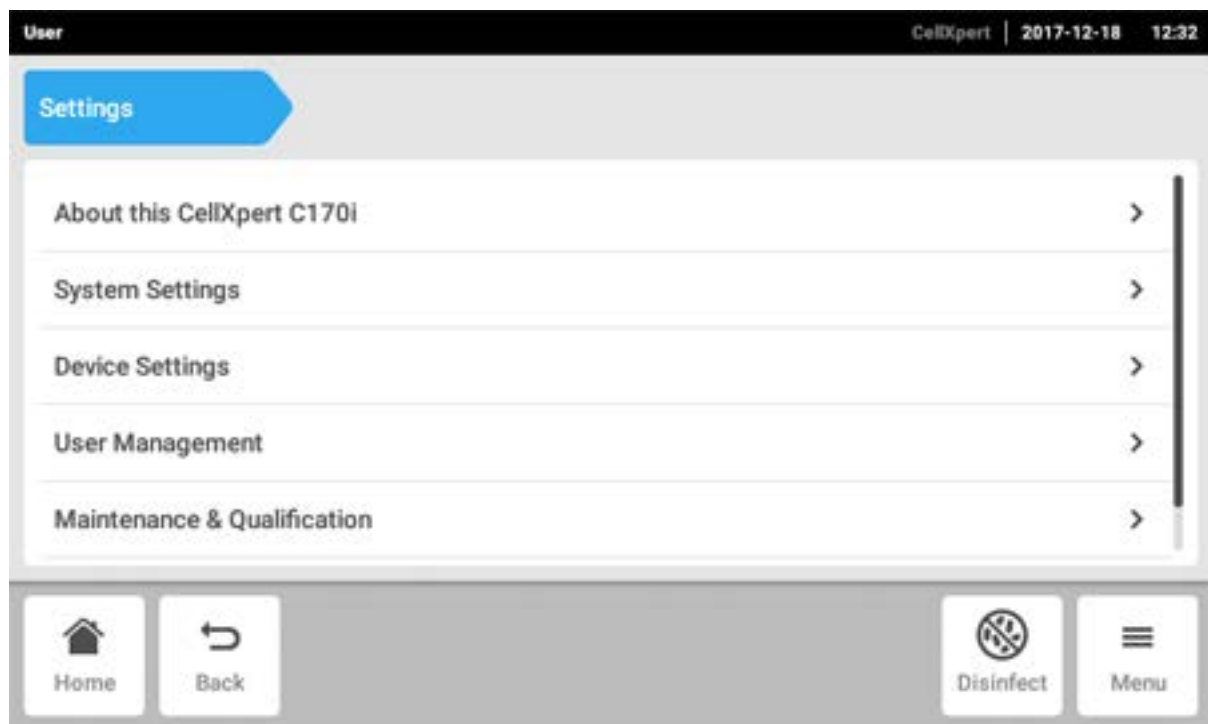 User CellXpert | 2017-12-18 12:32
Settings
About this CellXpert C170i
System Settings
Device Settings
User Management
Maintenance & Qualification
Home Back Disinfect Menu